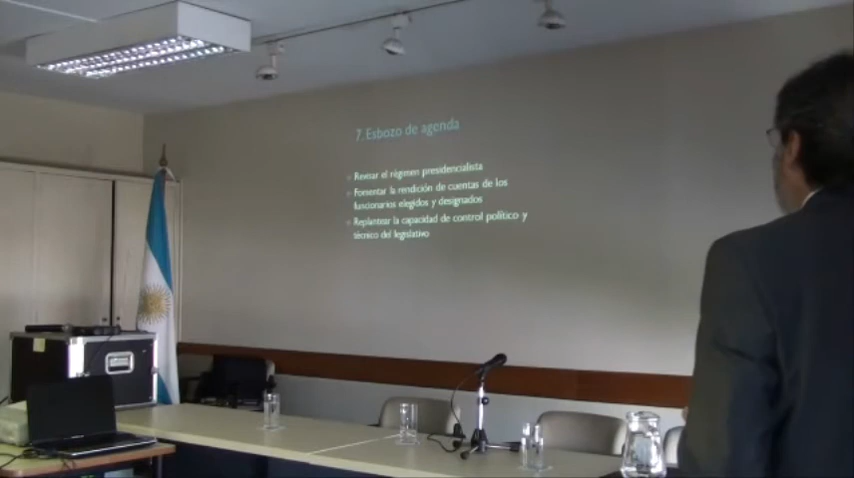 7. Esbozo de agenda
Revisar el régimen presidencialista
Fomentar la rendición de cuentas de los
funcionarios elegidos y designados
Replantear la capacidad de control político y
técnico del legislativo